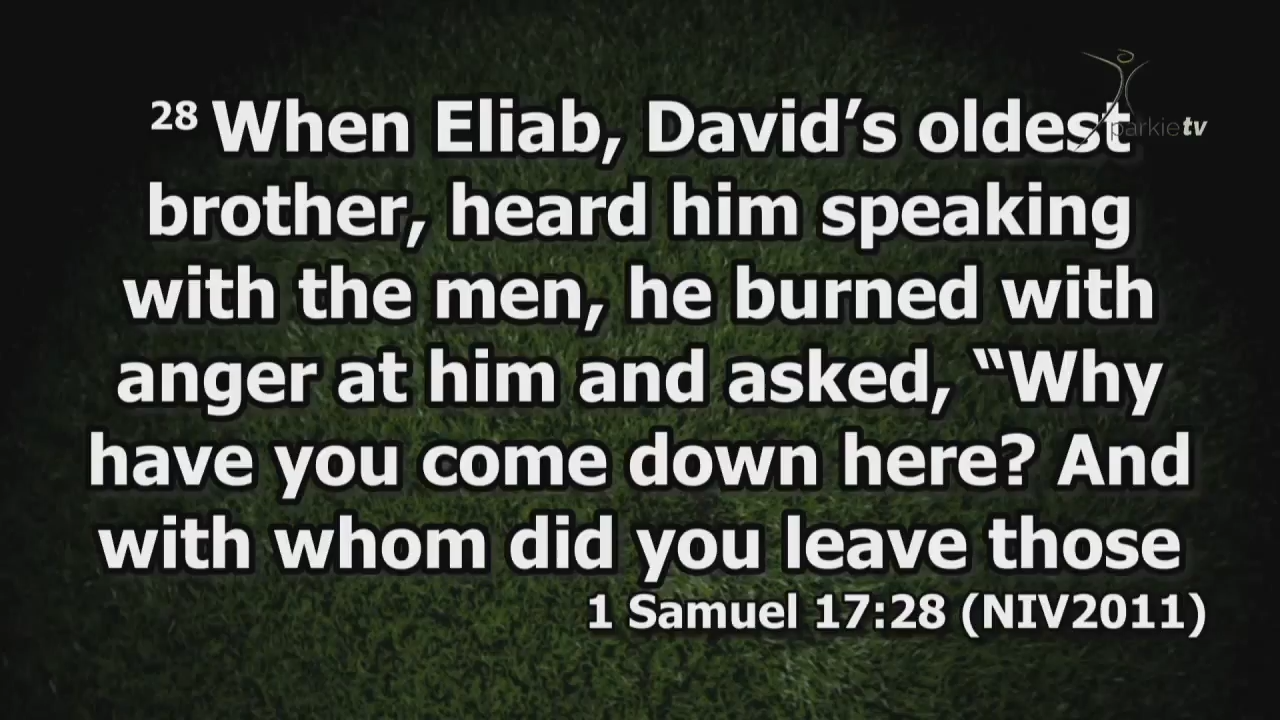 28 When Eliab, David’s oldest
brother, heard him speaking
with the men, he burned with
anger at him and asked, “Why
have you come down here? And
with whom did you leave those
1 Samuel 17:28 (NIV2011)
parkietv